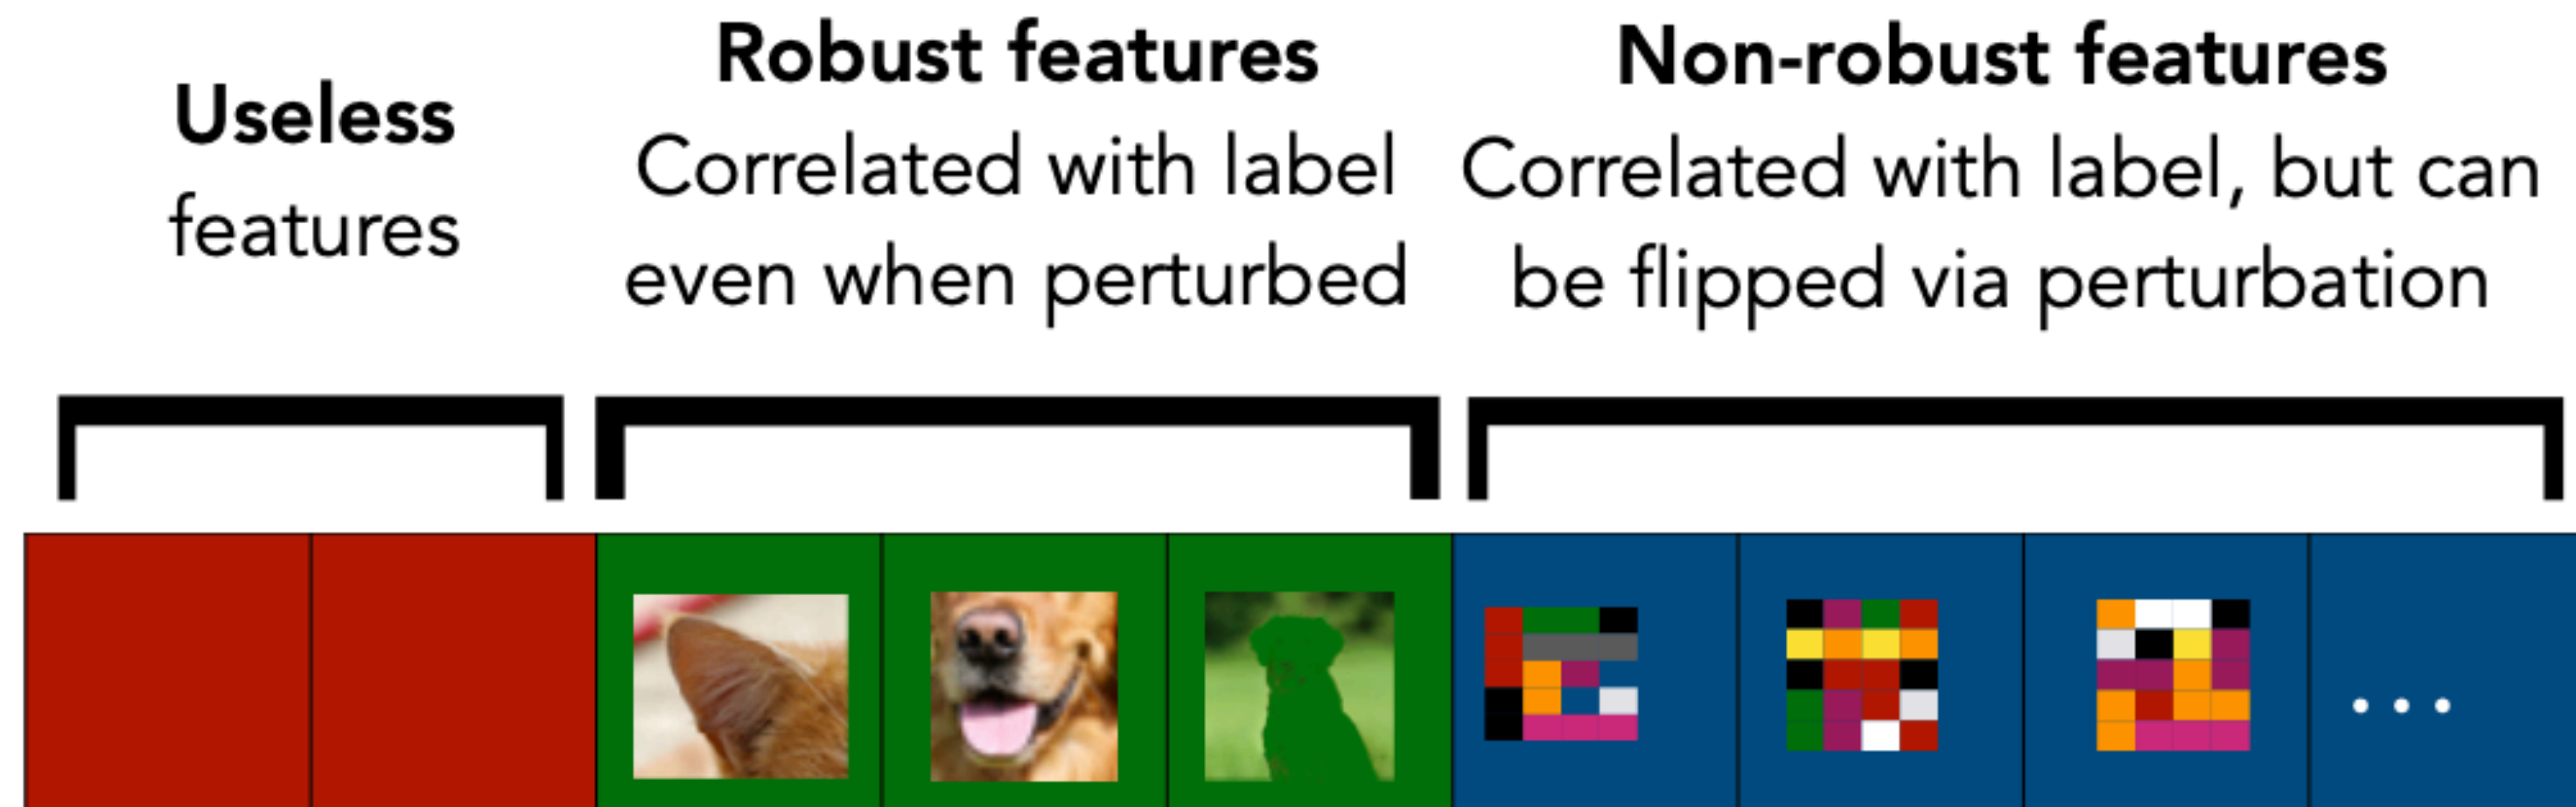 Useless
features
Robust features
Correlated with label
even when perturbed
Non-robust features
Correlated with label, but can
be flipped via perturbation
...